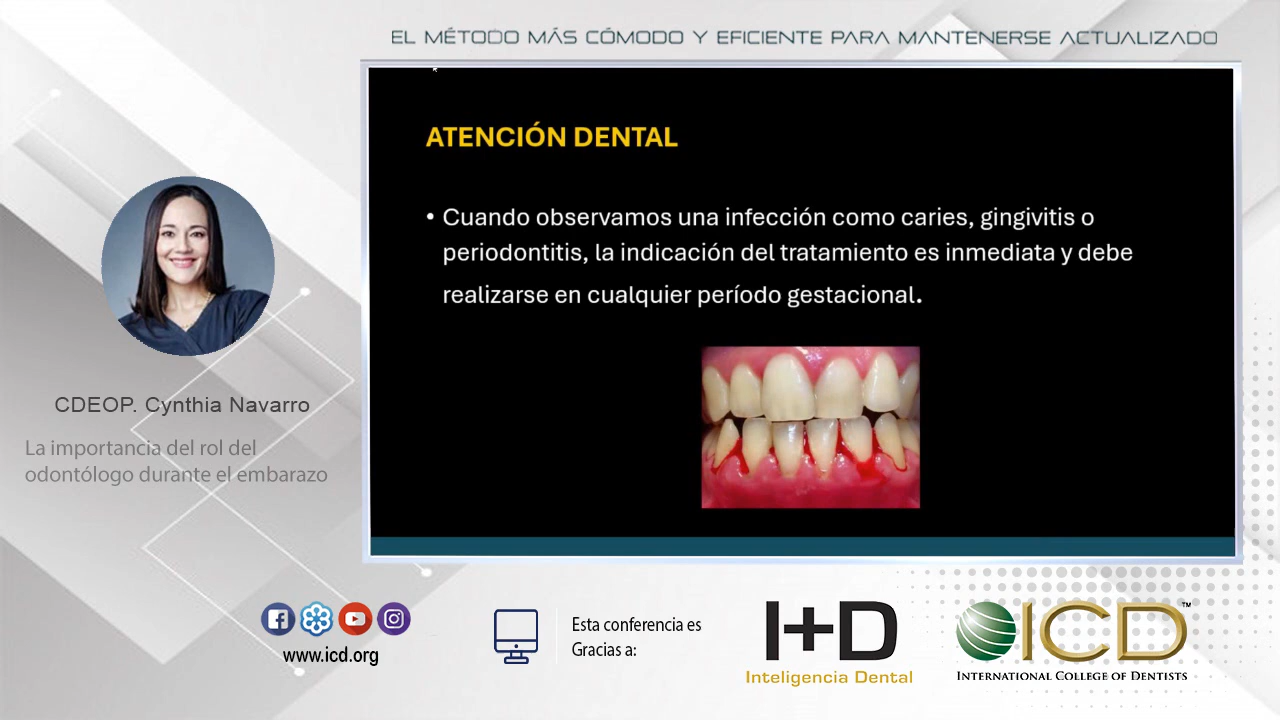 EL MÉTODO MÁS CÓMODO Y EFICIENTE PARA MANTENERSE ACTUALIZADO
ATENCIÓN DENTAL
• Cuando observamos una infección como caries, gingivitis o
periodontitis, la indicación del tratamiento es inmediata y debe
realizarse en cualquier período gestacional.
CDEOP. Cynthia Navarro
La importancia del rol del
odontólogo durante el embarazo
www.icd.org
Esta conferencia es
Gracias a:
I+D
Inteligencia Dental
ICD™
INTERNATIONAL COLLEGE OF DENTISTS